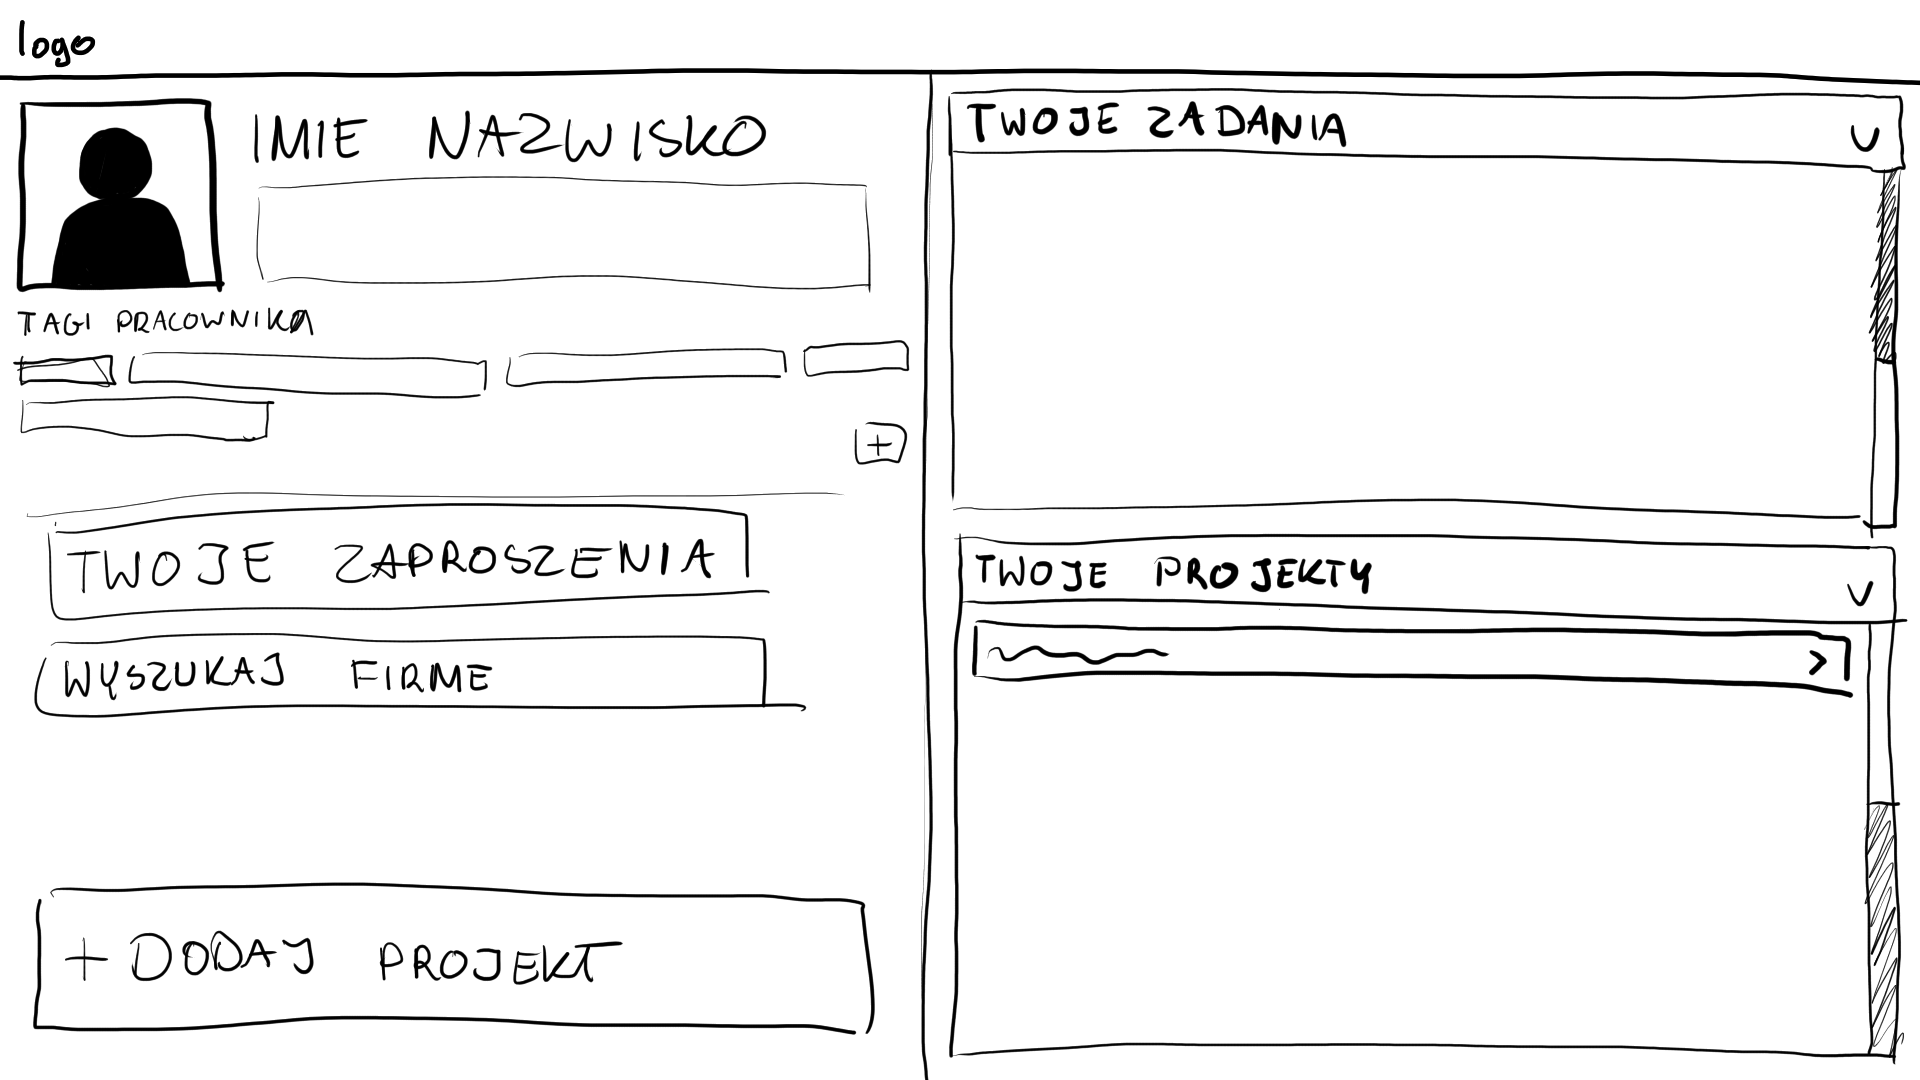 logo
IMIE NAZWISKO
TAGI PRACOWNIKA
+
TWOJE ZAPROSZENIA
WYSZUKAJ FIRME
+ DODAJ PROJEKT
TWOJE ZADANIA
TWOJE PROJEKTY